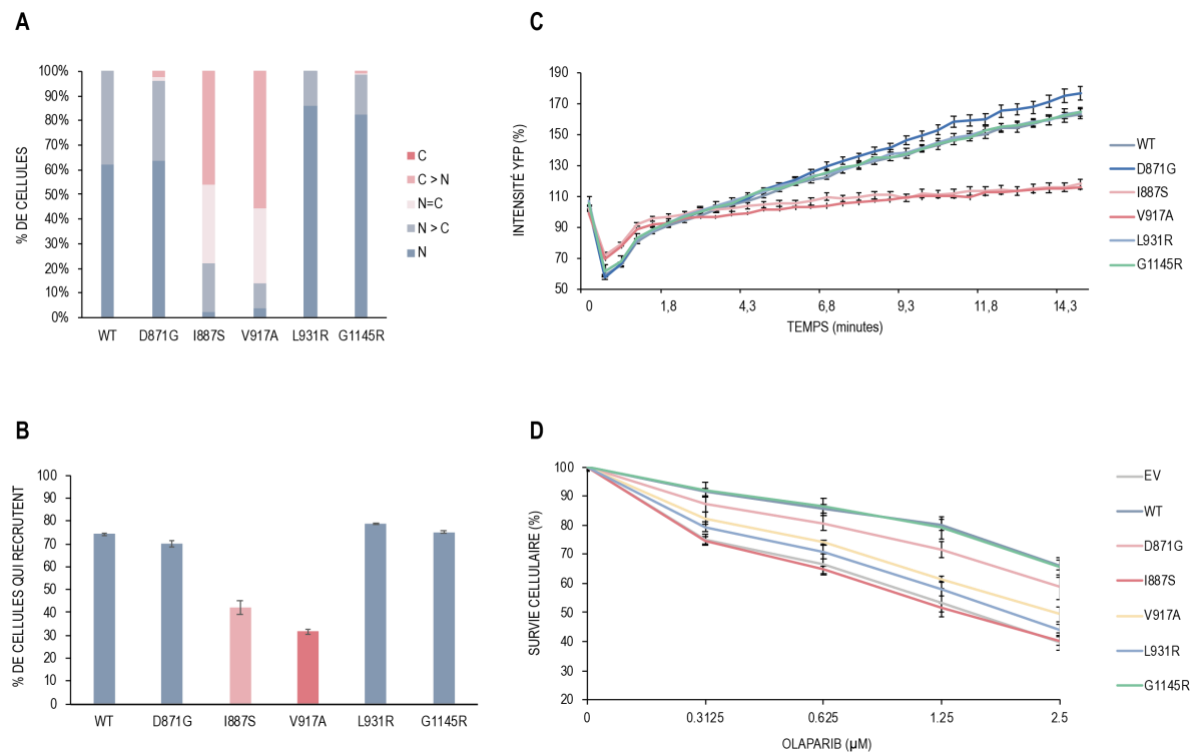 A
100%
90%
80%
70%
60%
50%
40%
30%
20%
10%
0%
% DE CELLULES
WT D871G I887S V917A L931R G1145R
C
C > N
N=C
N > C
N
C
190
170
150
130
110
90
70
50
INTENSITÉ YFP (%)
0 1,8 4,3 6,8 9,3 11,8 14,3
TEMPS (minutes)
WT
D871G
I887S
V917A
L931R
G1145R
B
100
90
80
70
60
50
40
30
20
10
0
% DE CELLULES QUI RECRUTENT
WT D871G I887S V917A L931R G1145R
D
100
90
80
70
60
50
40
30
20
SURVIE CELLULAIRE (%)
0 0.3125 0.625 1.25 2.5
OLAPARIB (µM)
EV
WT
D871G
I887S
V917A
L931R
G1145R